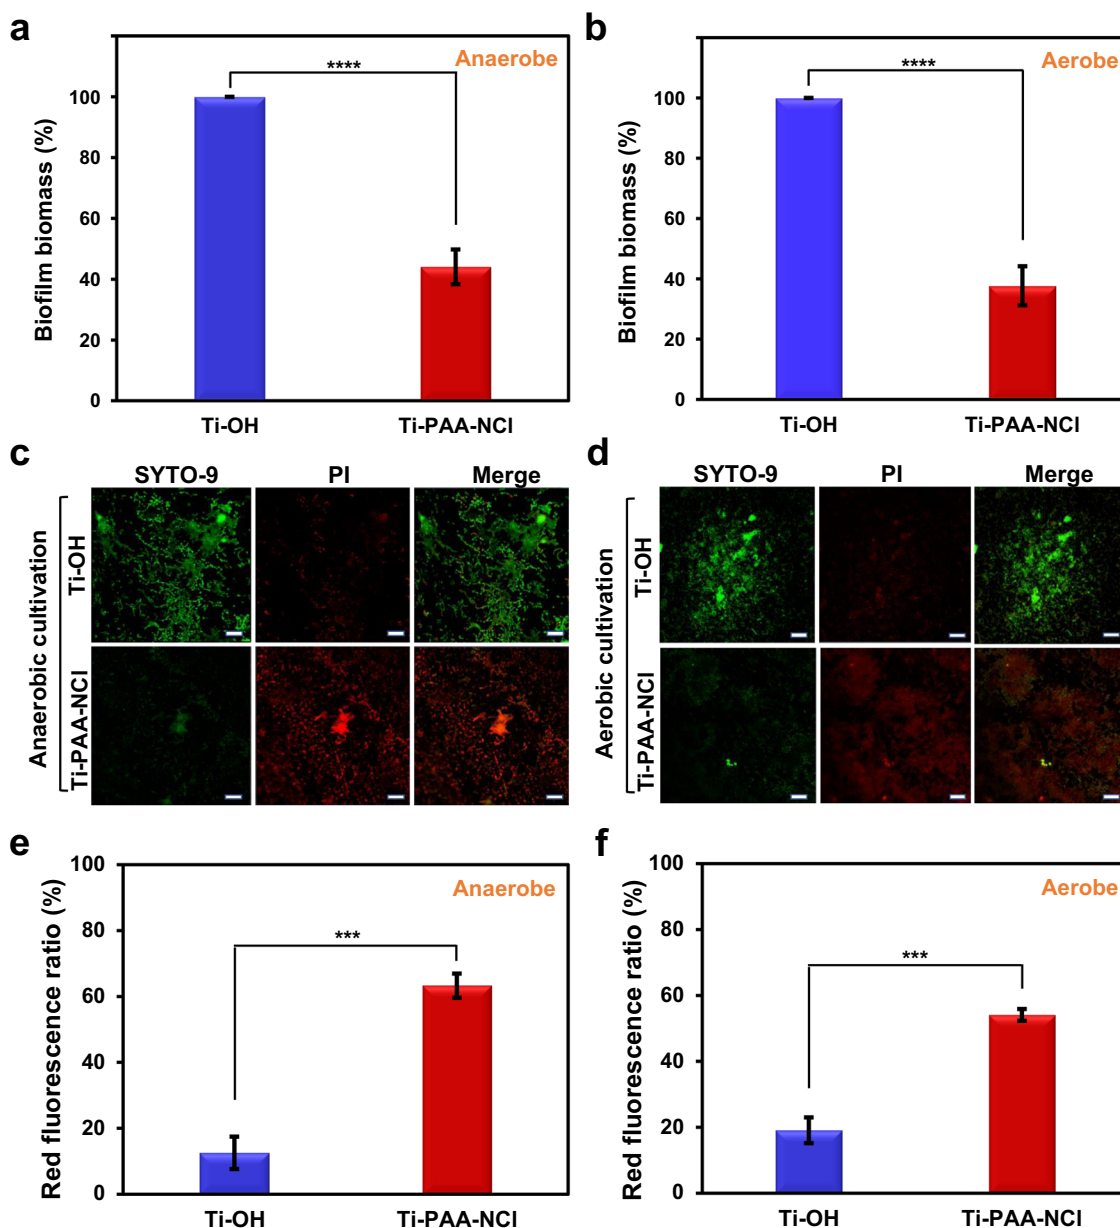 a
Anaerobe
****
Biofilm biomass (%)
100
80
60
40
20
0
Ti-OH
Ti-PAA-NCl
b
Aerobe
****
Biofilm biomass (%)
100
80
60
40
20
0
Ti-OH
Ti-PAA-NCl
c
SYTO-9
PI
Merge
Anaerobic cultivation
Ti-OH
Ti-PAA-NCl
d
SYTO-9
PI
Merge
Aerobic cultivation
Ti-OH
Ti-PAA-NCl
e
Anaerobe
***
Red fluorescence ratio (%)
100
80
60
40
20
0
Ti-OH
Ti-PAA-NCl
f
Aerobe
***
Red fluorescence ratio (%)
100
80
60
40
20
0
Ti-OH
Ti-PAA-NCl